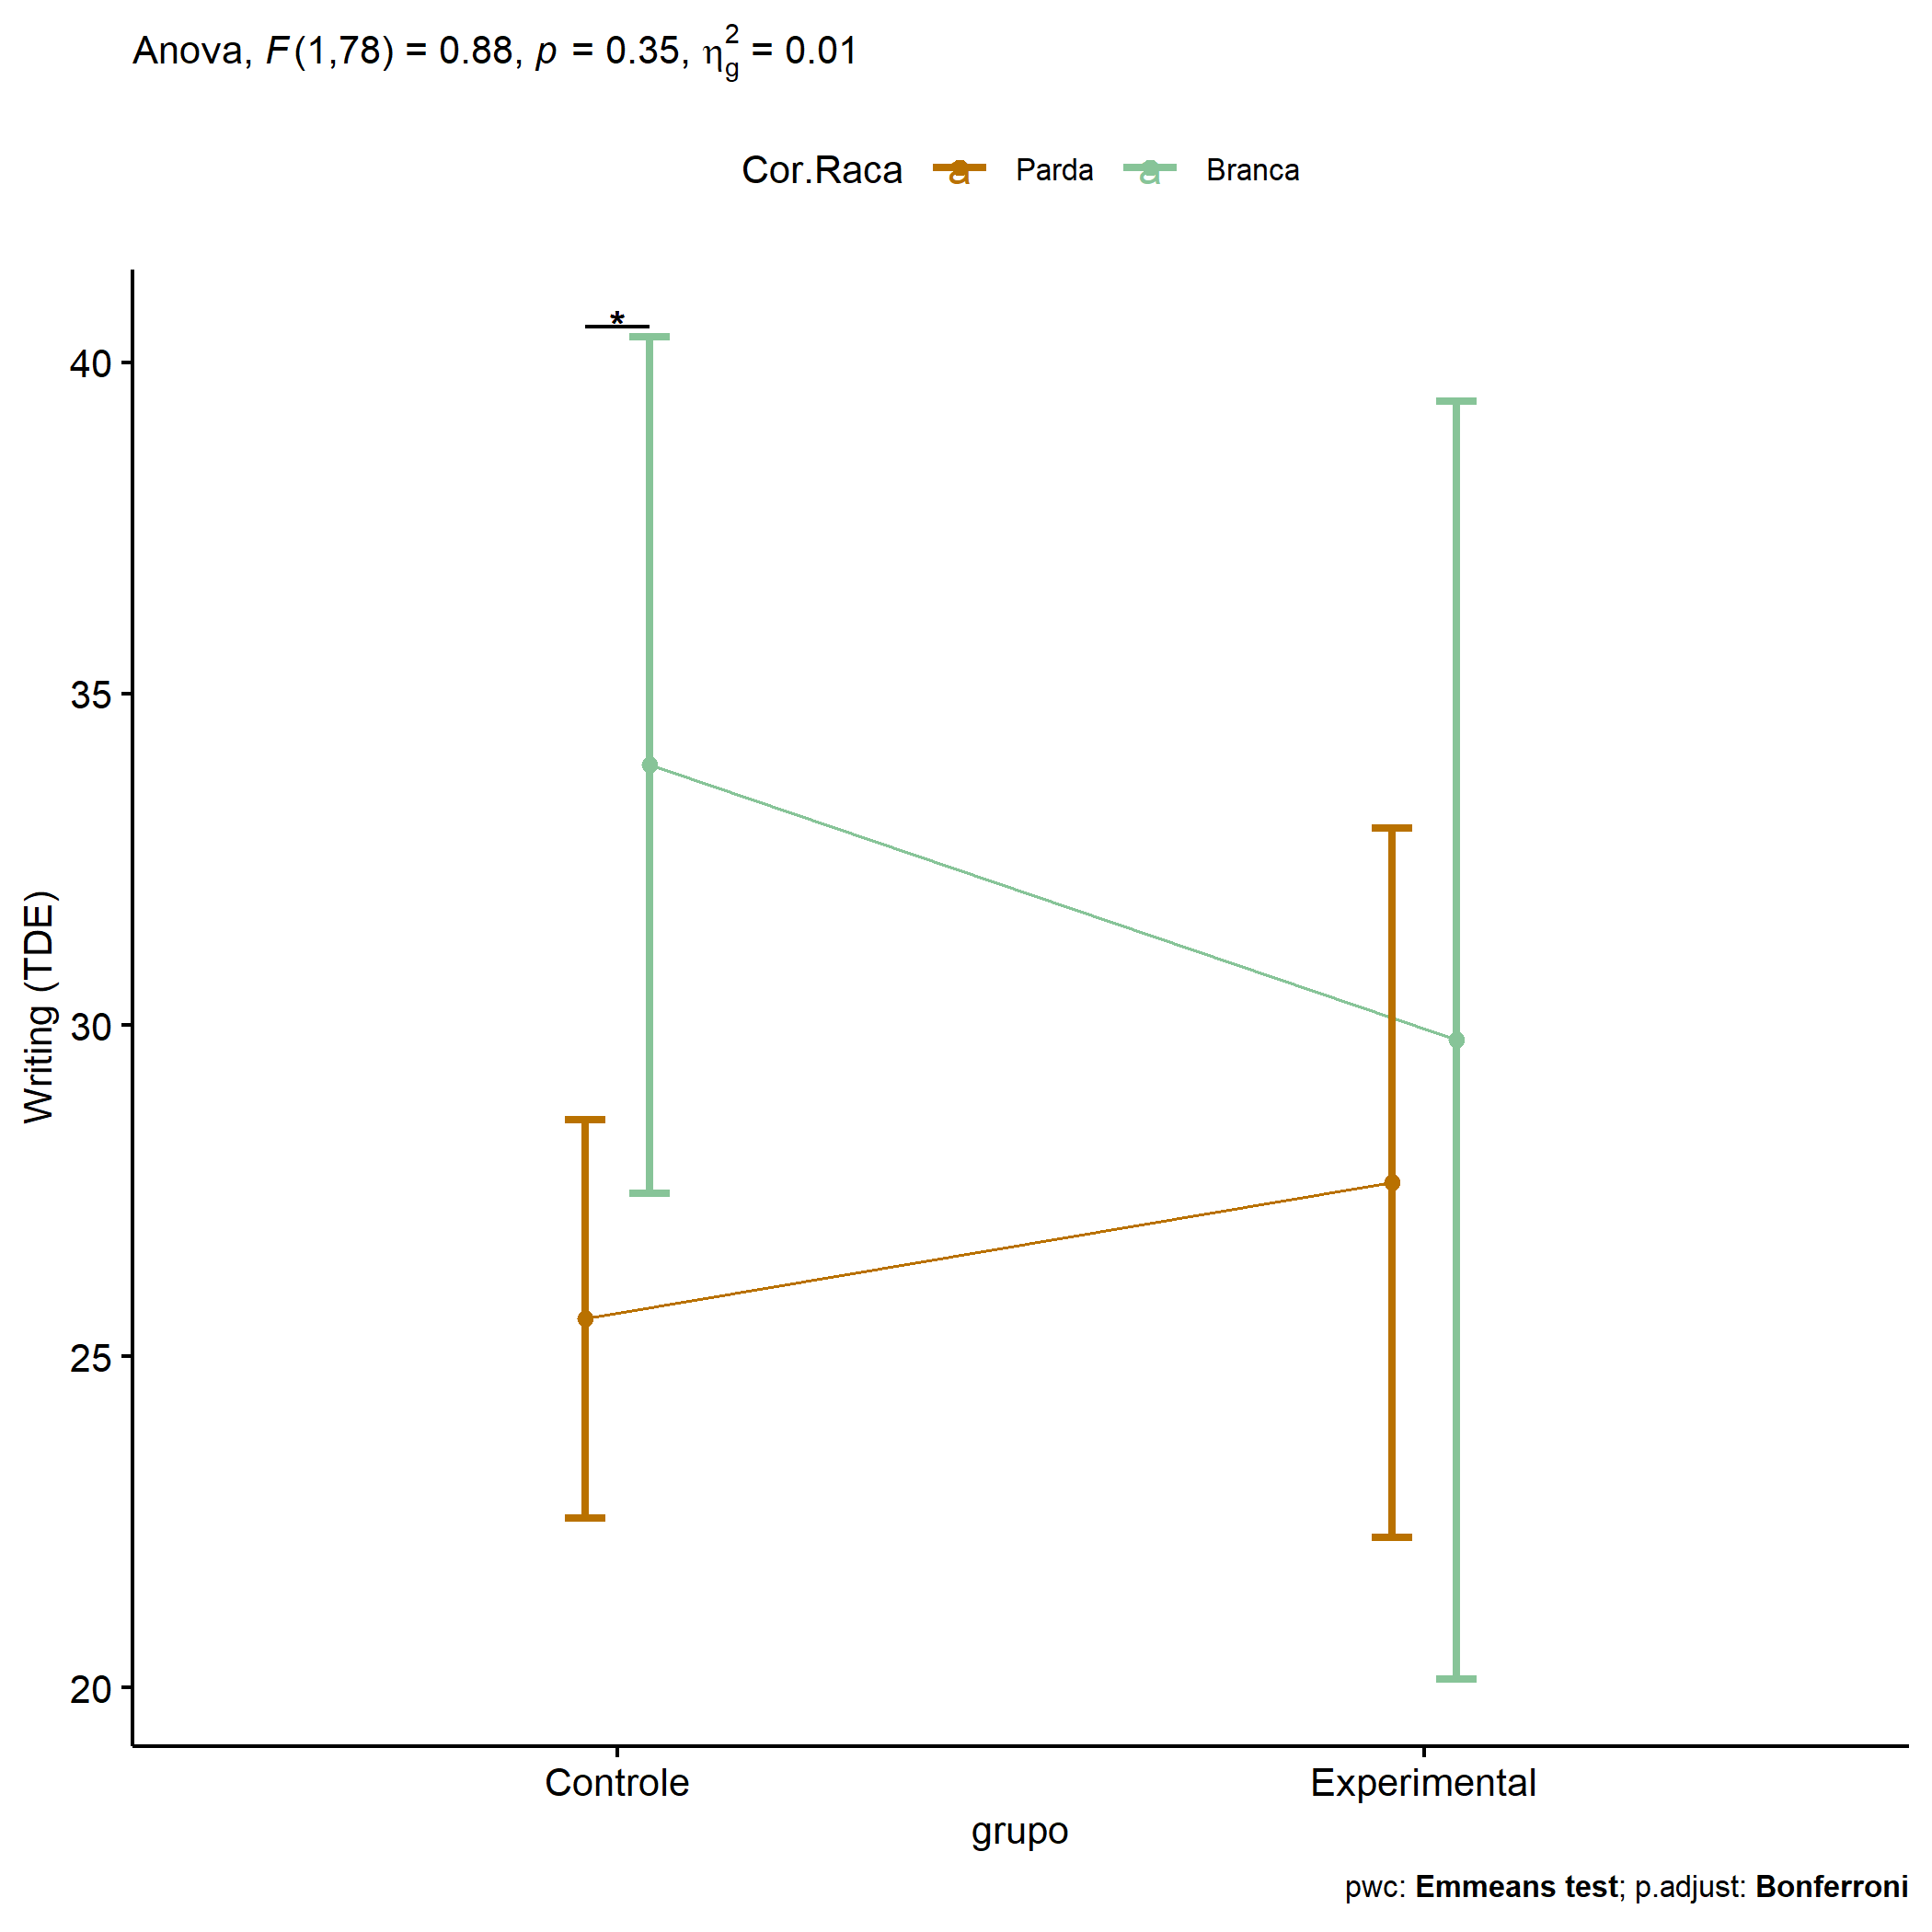 Anova, F(1,78) = 0.88, p = 0.35, η²g = 0.01
Cor.Raca a Parda a Branca
*
40
35
30
25
20
Writing (TDE)
Controle Experimental
grupo
pwc: Emmeans test; p.adjust: Bonferroni